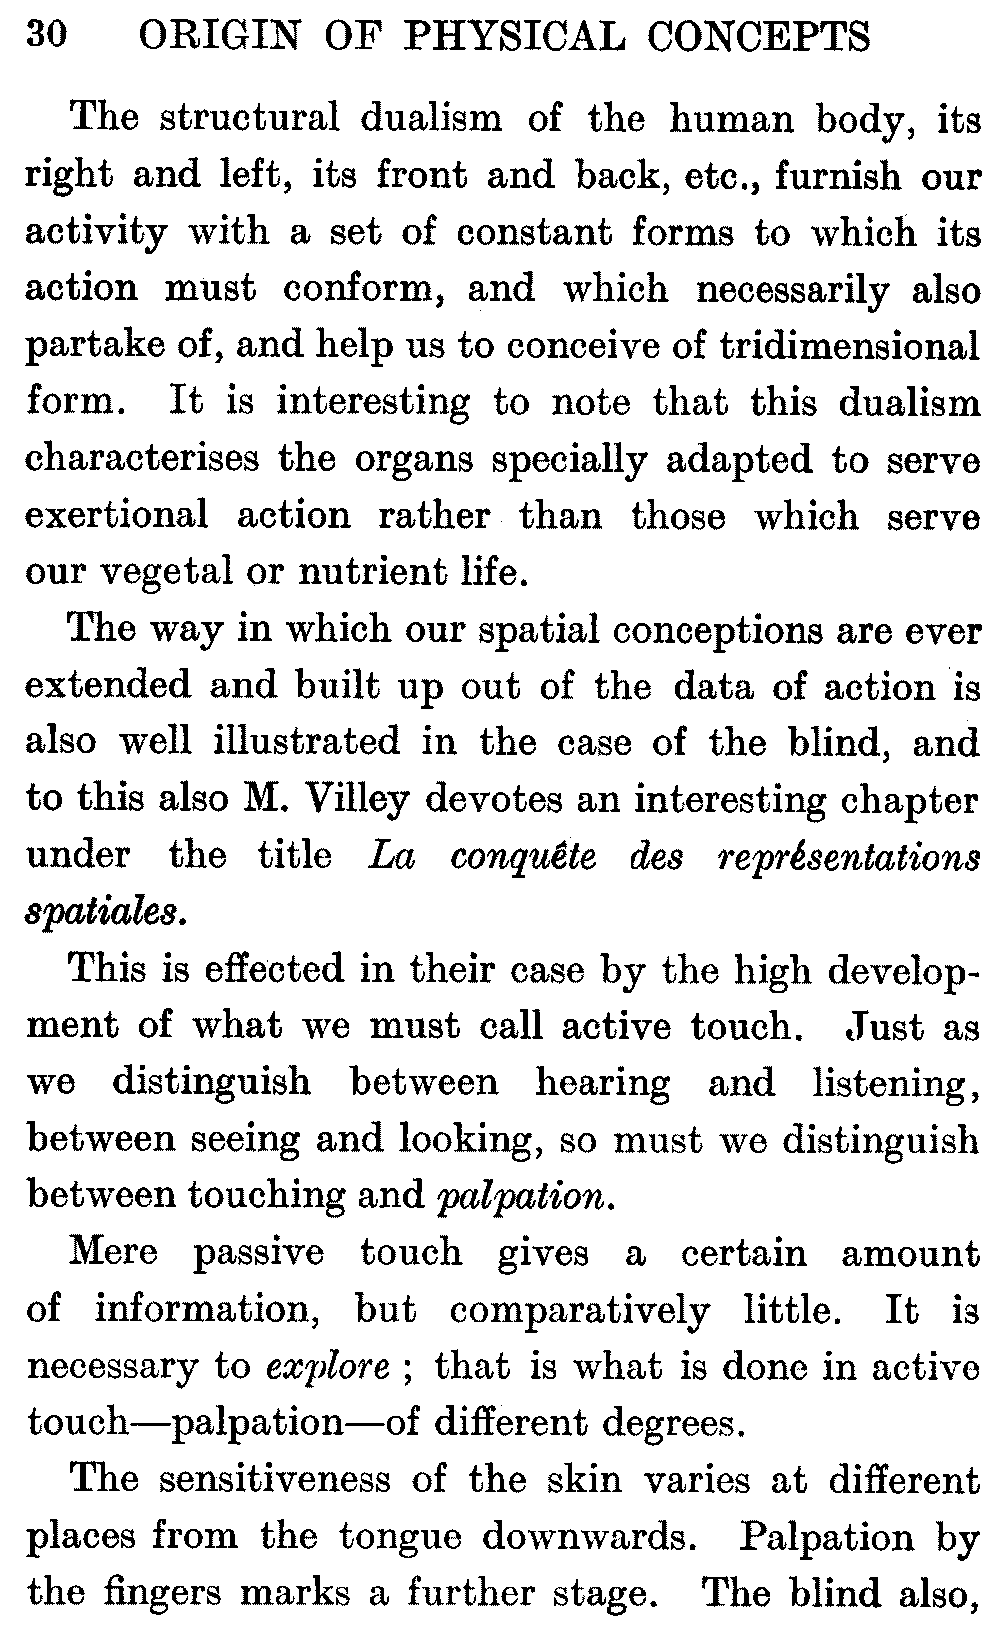 30 ORIGIN OF PHYSICAL CONCEPTS
The structural dualism of the human body, its
right and left, its front and back, etc., furnish our
activity with a set of constant forms to which its
action must conform, and which necessarily also
partake of, and help us to conceive of tridimensional
form. It is interesting to note that this dualism
characterises the organs specially adapted to serve
exertional action rather than those which serve
our vegetal or nutrient life.
The way in which our spatial conceptions are ever
extended and built up out of the data of action is
also well illustrated in the case of the blind, and
to this also M. Villey devotes an interesting chapter
under the title La conquête des représentations
spatiales.
This is effected in their case by the high develop-
ment of what we must call active touch. Just as
we distinguish between hearing and listening,
between seeing and looking, so must we distinguish
between touching and palpation.
Mere passive touch gives a certain amount
of information, but comparatively little. It is
necessary to explore ; that is what is done in active
touch—palpation—of different degrees.
The sensitiveness of the skin varies at different
places from the tongue downwards. Palpation by
the fingers marks a further stage. The blind also,